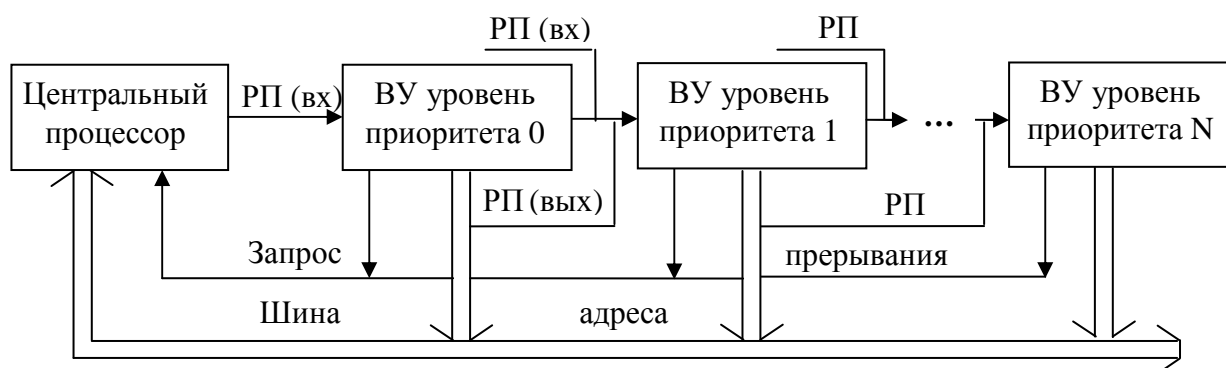 РП (вх)
РП
Центральный
процессор
РП (вх)
ВУ уровень
приоритета 0
ВУ уровень
приоритета 1
...
ВУ уровень
приоритета N
РП (вых)
РП
Запрос
прерывания
Шина
адреса